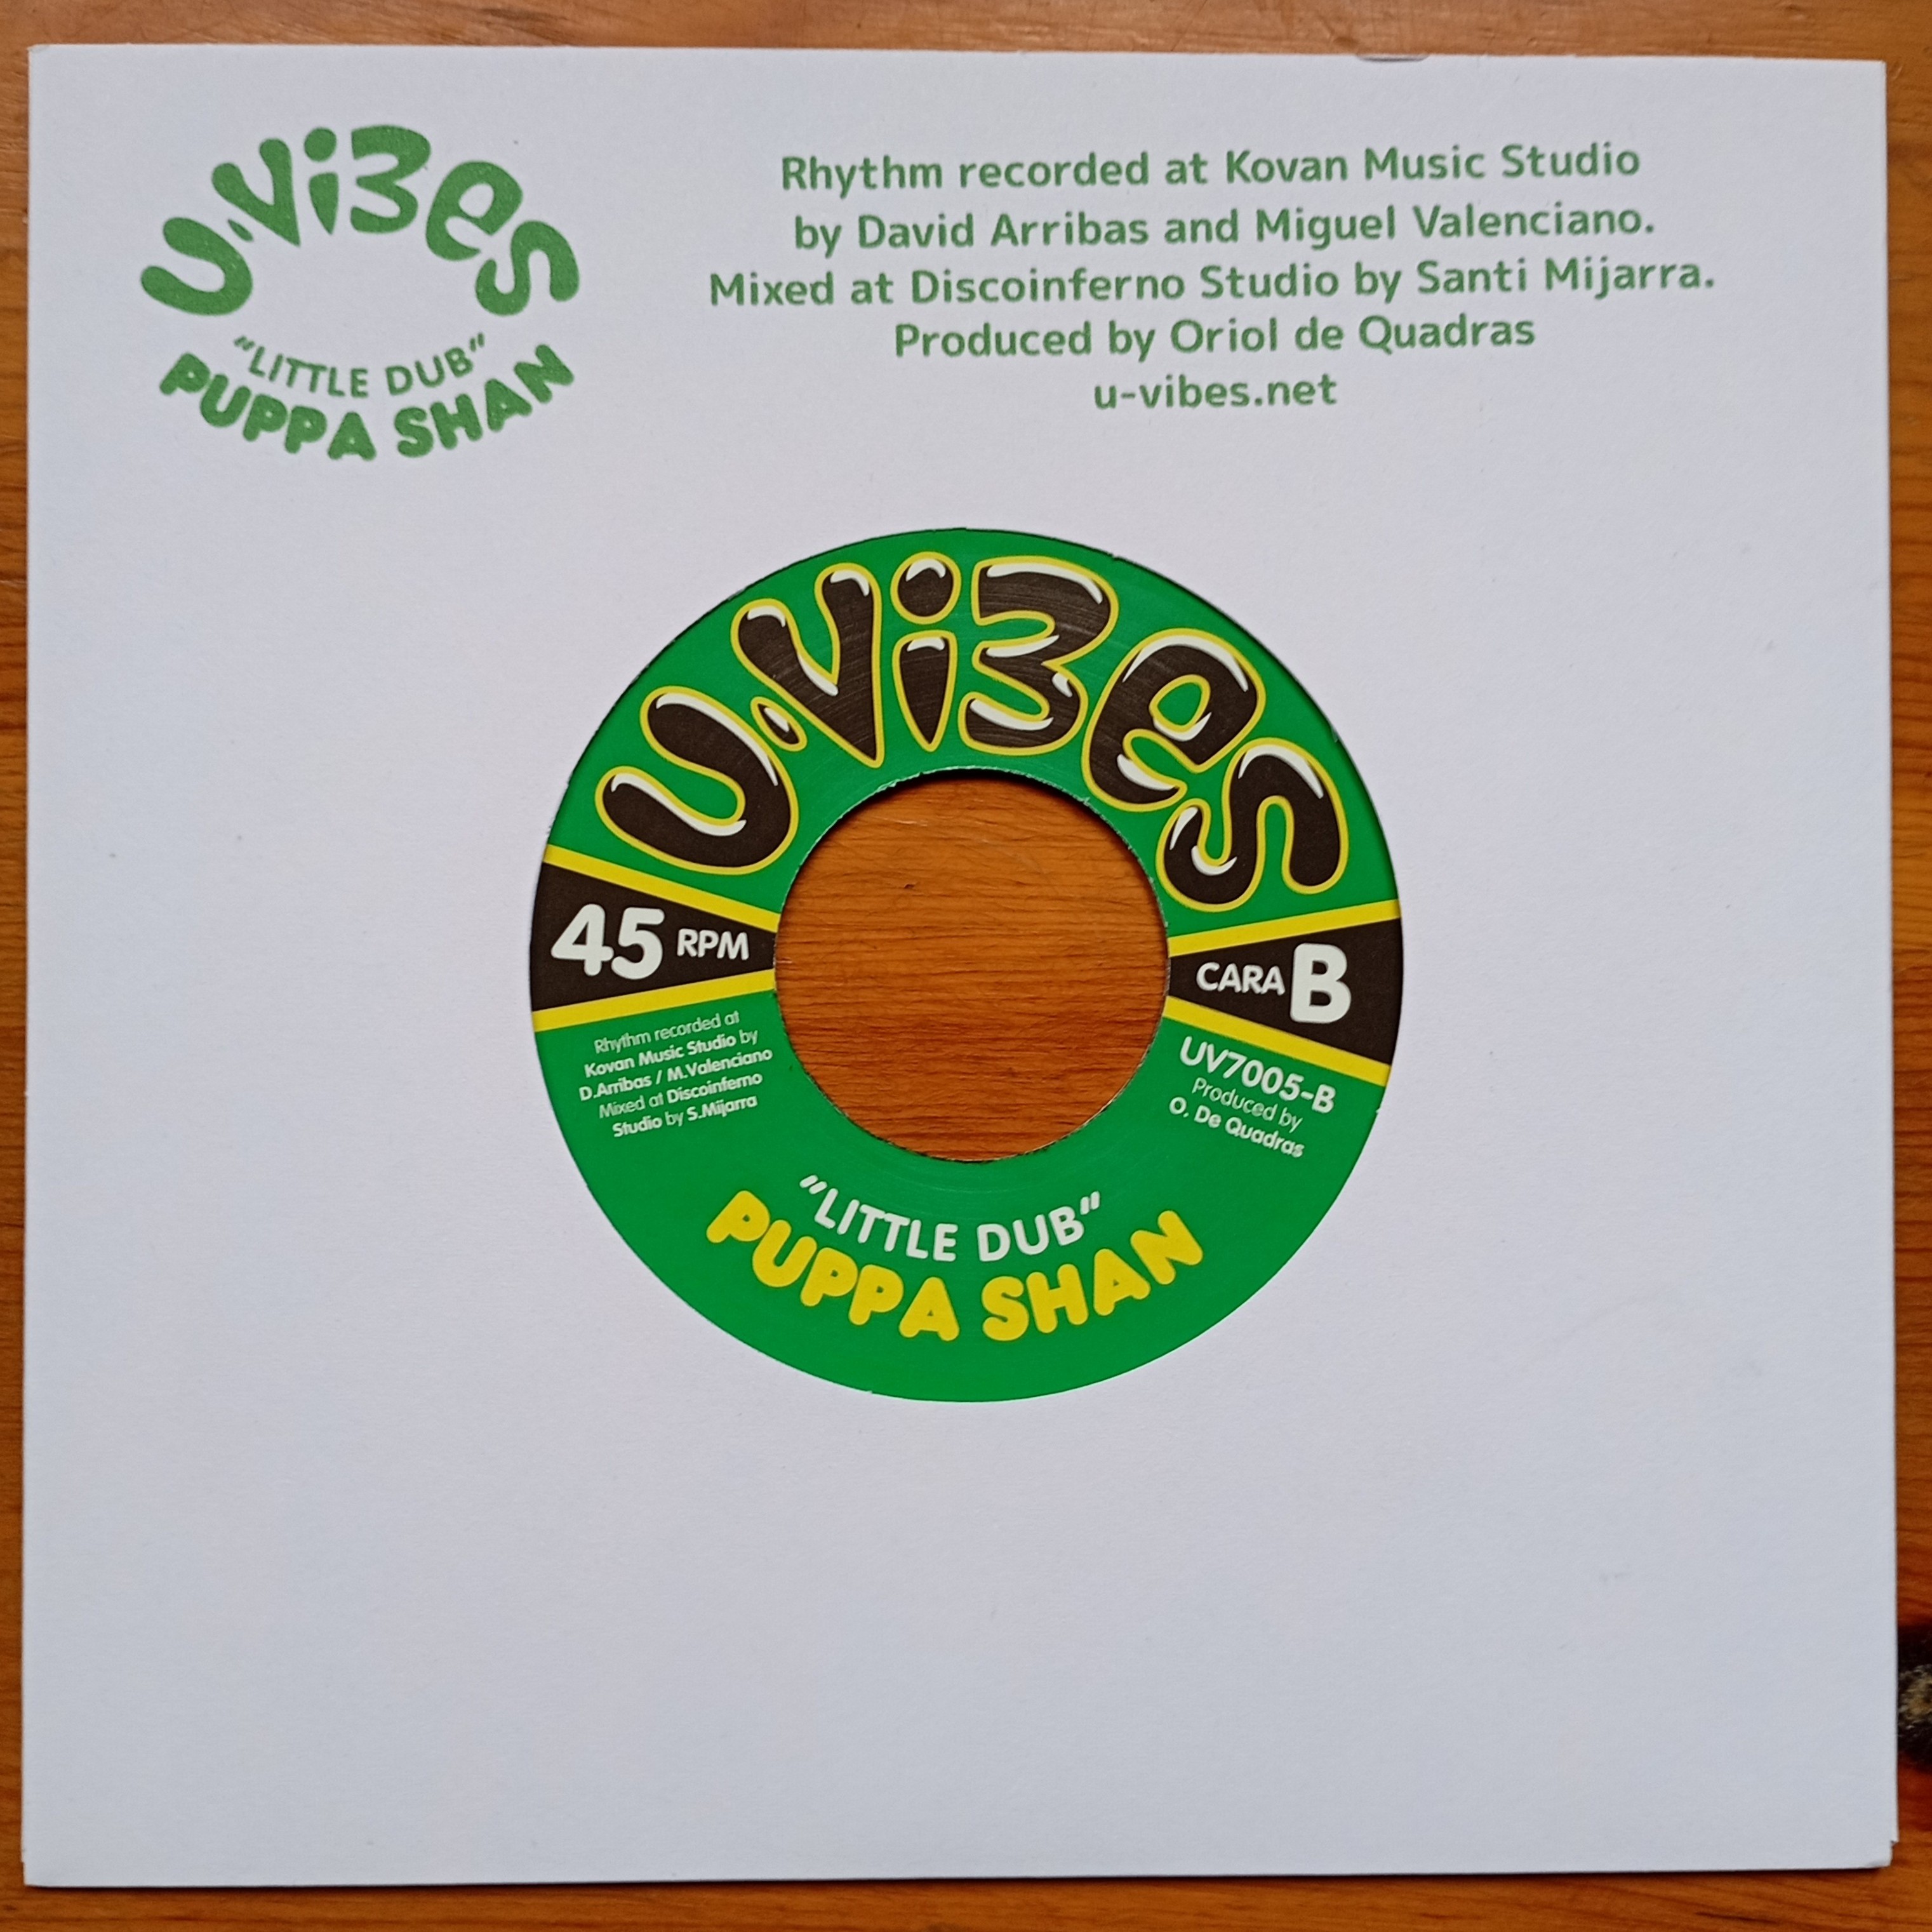 U·ViBes
"LITTLE DUB"
PUPPA SHAN
Rhythm recorded at Kovan Music Studio
by David Arribas and Miguel Valenciano.
Mixed at Discoinferno Studio by Santi Mijarra.
Produced by Oriol de Quadras
u-vibes.net
U·ViBes
45 RPM
CARA B
Rhythm recorded at
Kovan Music Studio by
D.Arribas / M.Valenciano
Mixed at Discoinferno
Studio by S.Mijarra
UV7005-B
Produced by
O. De Quadras
"LITTLE DUB"
PUPPA SHAN